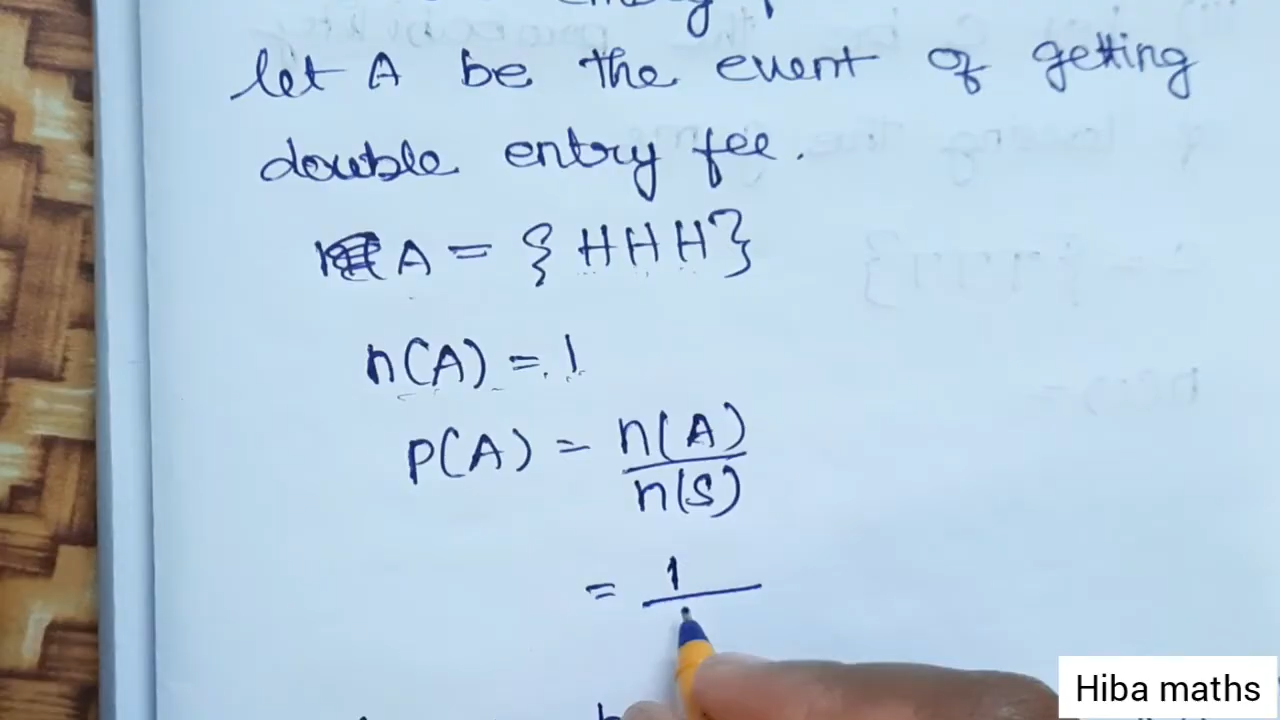 let A be the event of getting
double entry fee.
A = { HHH }
n(A) = 1
P(A) = n(A)
n(S)
= 1
Hiba maths